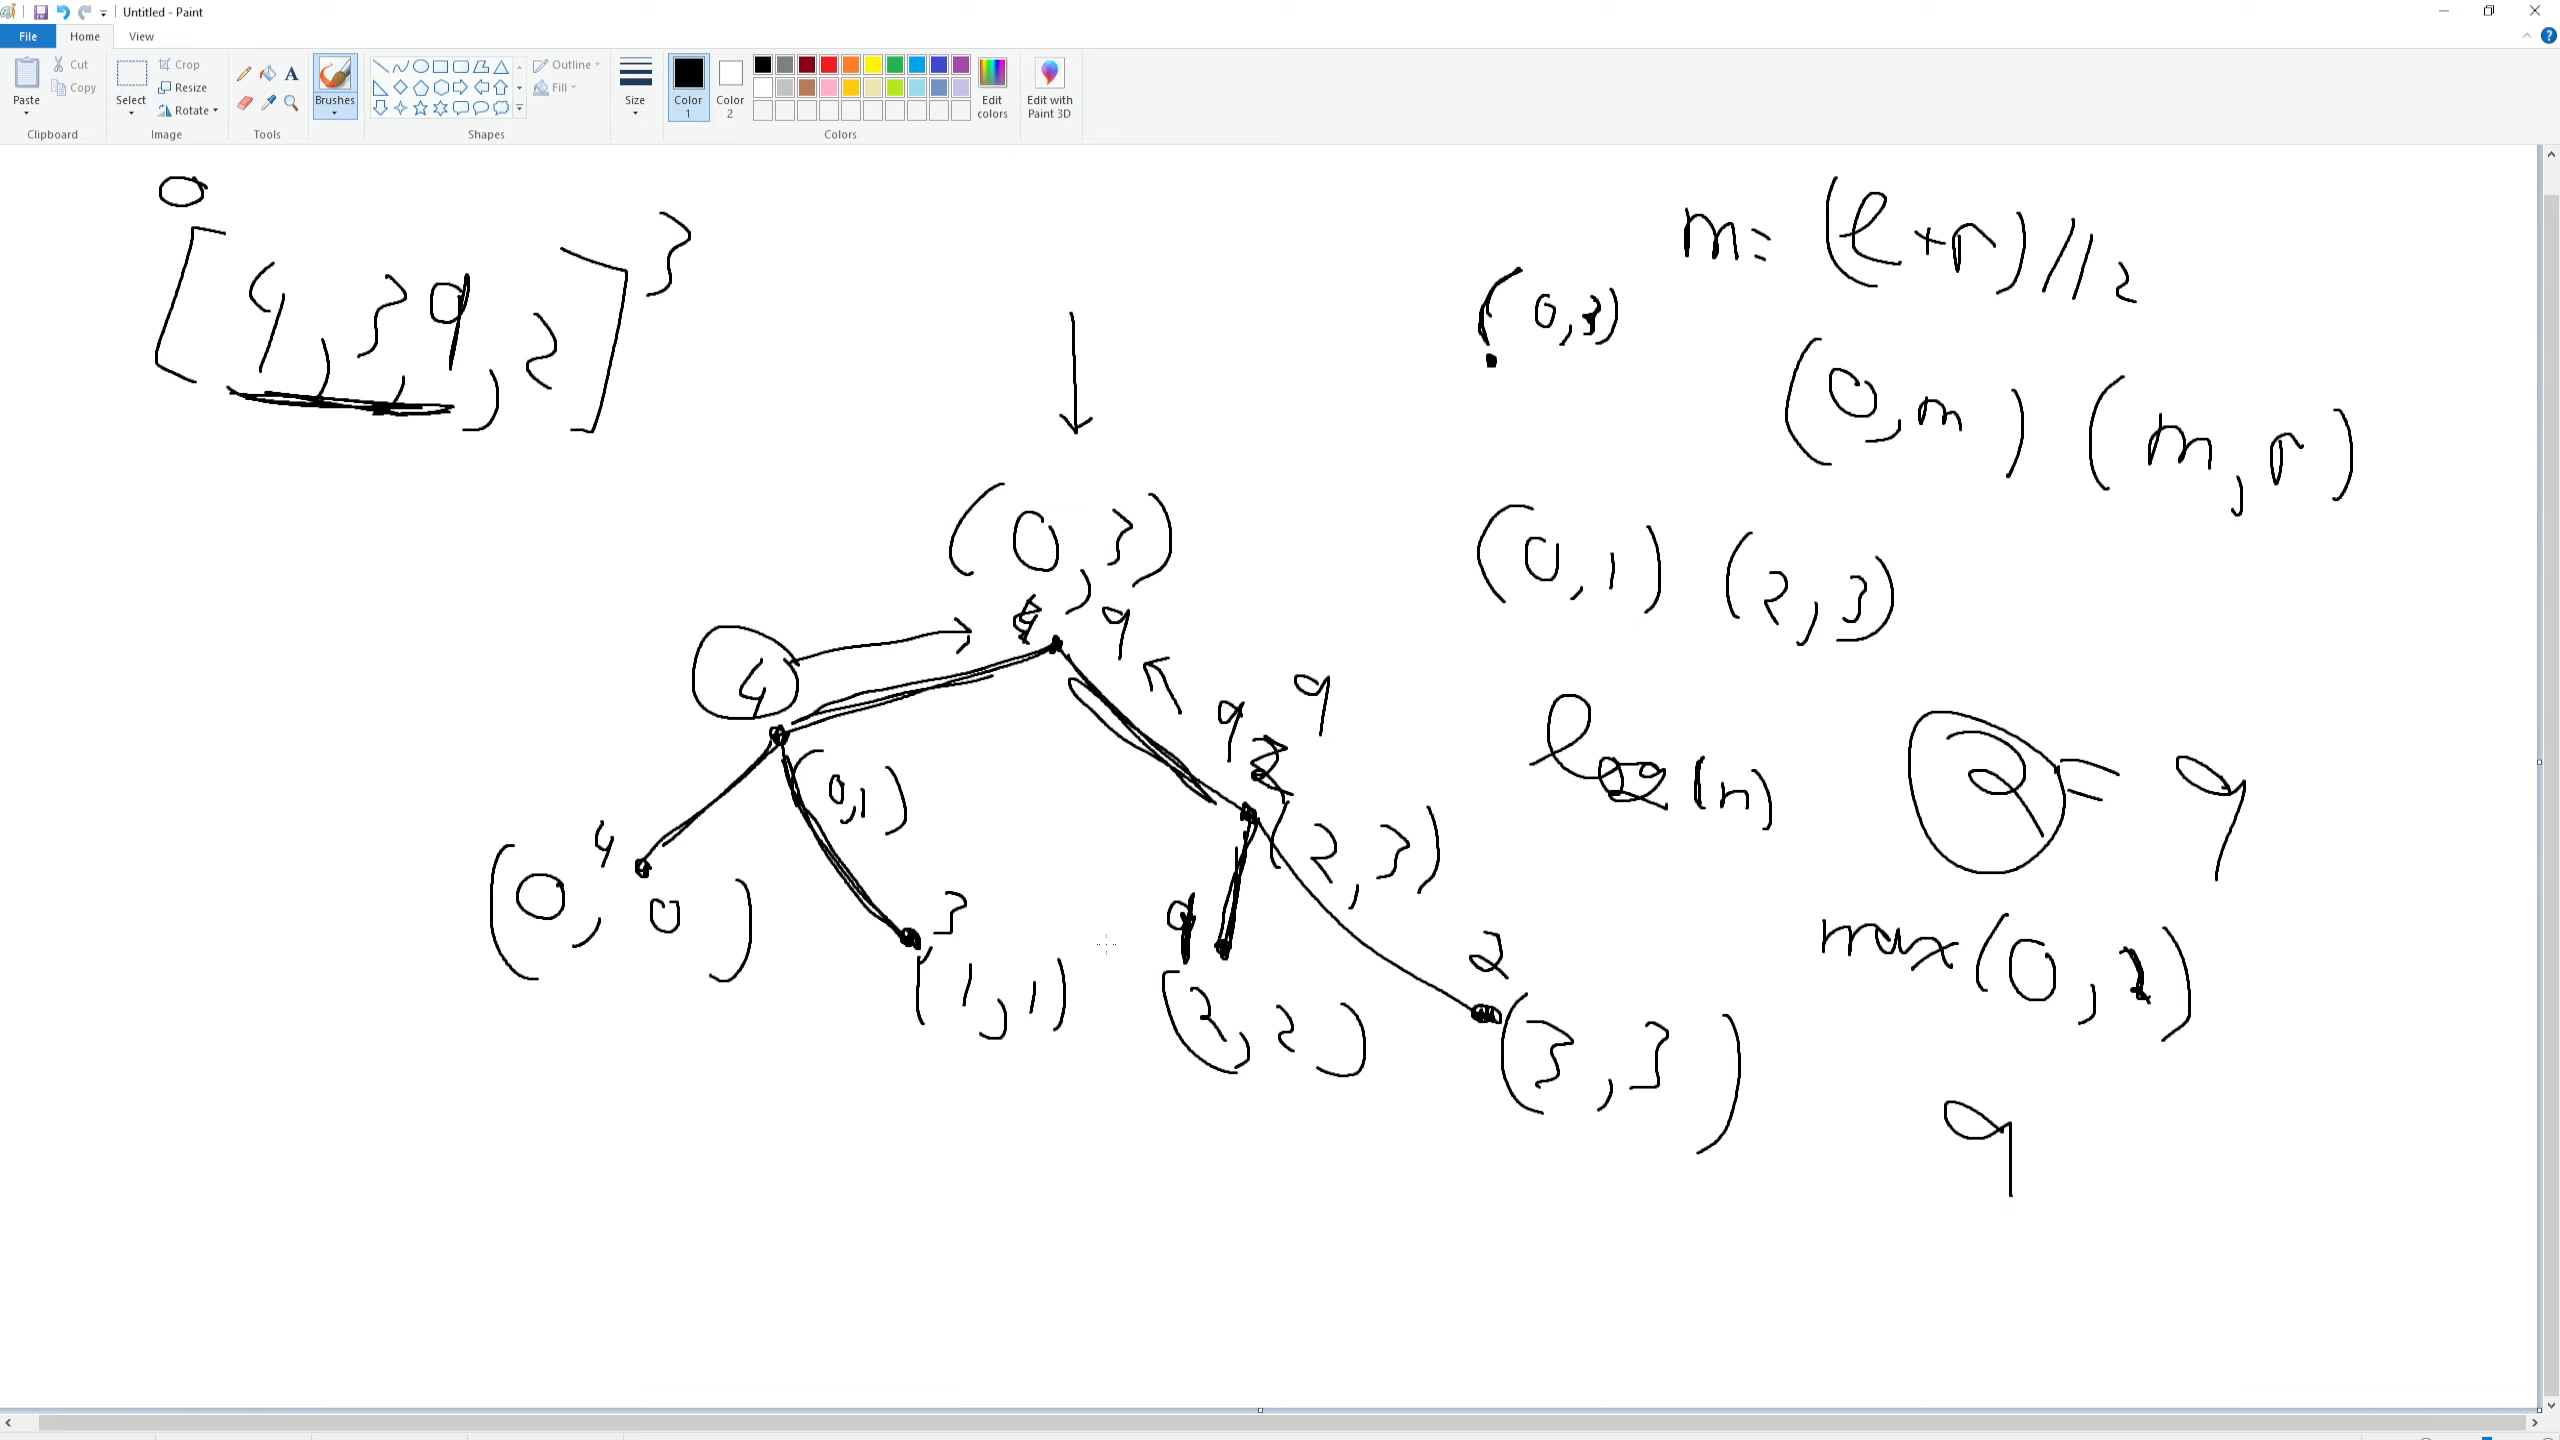 Untitled - Paint
File Home View
Paste Cut Copy Select Crop Resize Rotate Brushes Outline Fill Size Color 1 Color 2 Edit colors Edit with Paint 3D
Clipboard Image Tools Shapes Colors
0
[4, 3, 9, 2] 3
m = (l + r) // 2
(0, 3)
(0, m) (m, r)
(0, 3)
(0, 1) (2, 3)
9
4
9 9
(0,1)
log(n)
2 = 9
(2, 3)
4
(0, 0)
3
(1, 1)
9
(2, 2)
2
(3, 3)
max(0, 2)
9